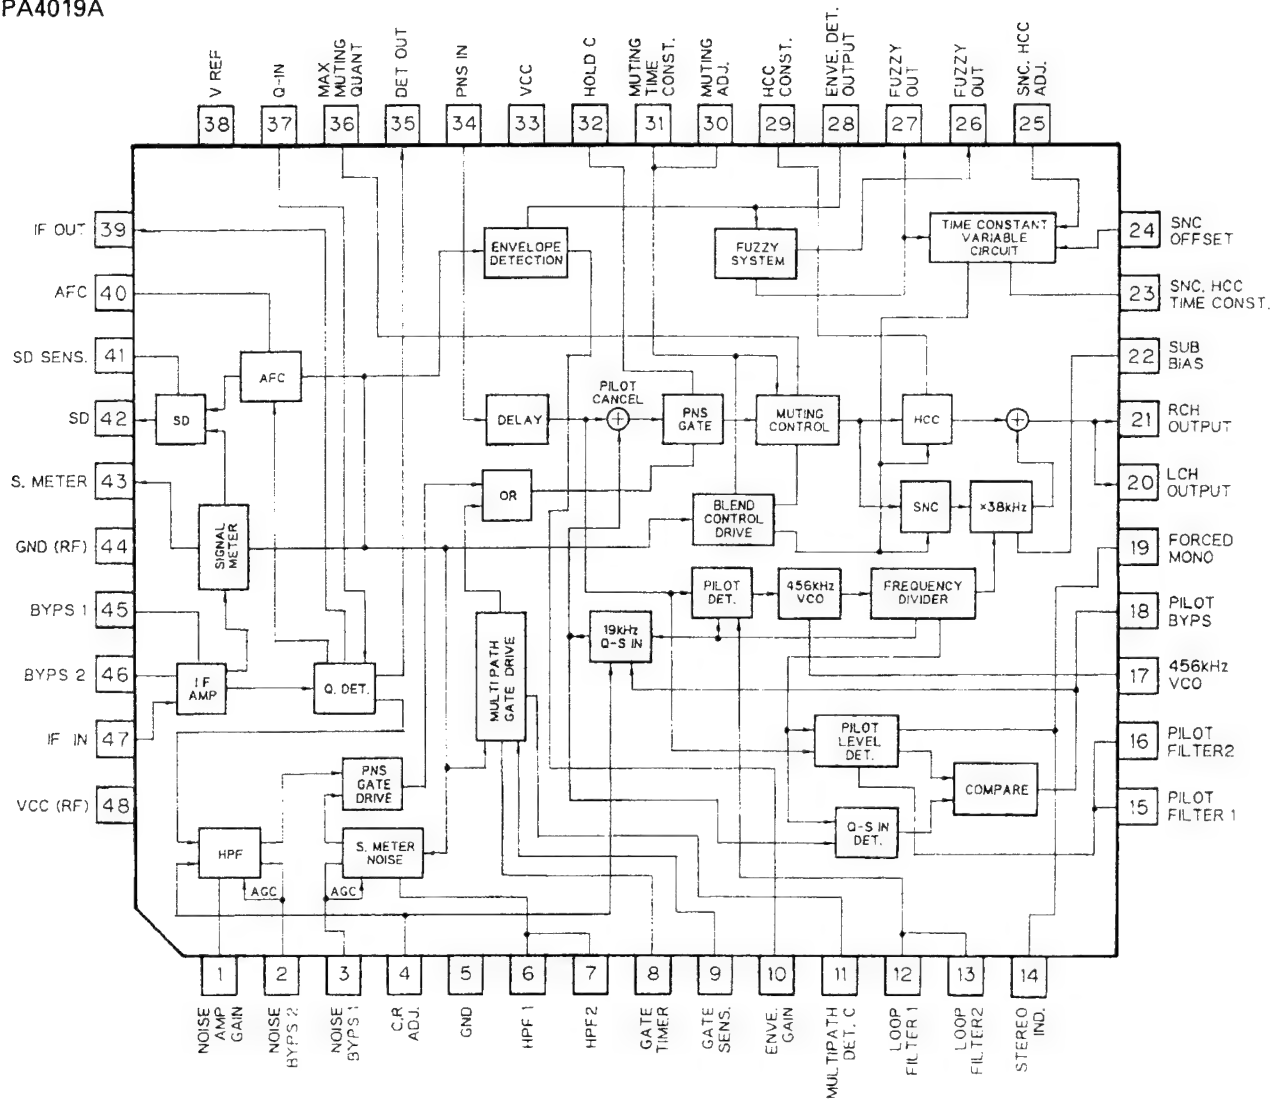 PA4019A
V REF
Q-IN
MAX
MUTING
QUANT
DET OUT
PNS IN
VCC
HOLD C
MUTING
TIME
CONST.
MUTING
ADJ.
HCC
CONST.
ENVE. DET.
OUTPUT
FUZZY
OUT
FUZZY
OUT
SNC. HCC
ADJ.
38
37
36
35
34
33
32
31
30
29
28
27
26
25
IF OUT 39
AFC 40
SD SENS. 41
SD 42
S. METER 43
GND (RF) 44
BYPS 1 45
BYPS 2 46
IF IN 47
VCC (RF) 48
24 SNC
OFFSET
23 SNC. HCC
TIME CONST.
22 SUB
BIAS
21 RCH
OUTPUT
20 LCH
OUTPUT
19 FORCED
MONO
18 PILOT
BYPS
17 456kHz
VCO
16 PILOT
FILTER2
15 PILOT
FILTER 1
ENVELOPE
DETECTION
FUZZY
SYSTEM
TIME CONSTANT
VARIABLE
CIRCUIT
AFC
SD
PILOT
CANCEL
DELAY
PNS
GATE
MUTING
CONTROL
HCC
OR
BLEND
CONTROL
DRIVE
SNC
×38kHz
SIGNAL
METER
PILOT
DET.
456kHz
VCO
FREQUENCY
DIVIDER
19kHz
Q-S IN
MULTIPATH
GATE DRIVE
IF
AMP
Q. DET.
PILOT
LEVEL
DET.
COMPARE
PNS
GATE
DRIVE
Q-S IN
DET.
HPF
S. METER
NOISE
AGC
AGC
1
2
3
4
5
6
7
8
9
10
11
12
13
14
NOISE
AMP
GAIN
NOISE
BYPS 2
NOISE
BYPS 1
C.R
ADJ.
GND
HPF 1
HPF2
GATE
TIMER
GATE
SENS.
ENVE.
GAIN
MULTIPATH
DET. C
LOOP
FILTER 1
LOOP
FILTER2
STEREO
IND.